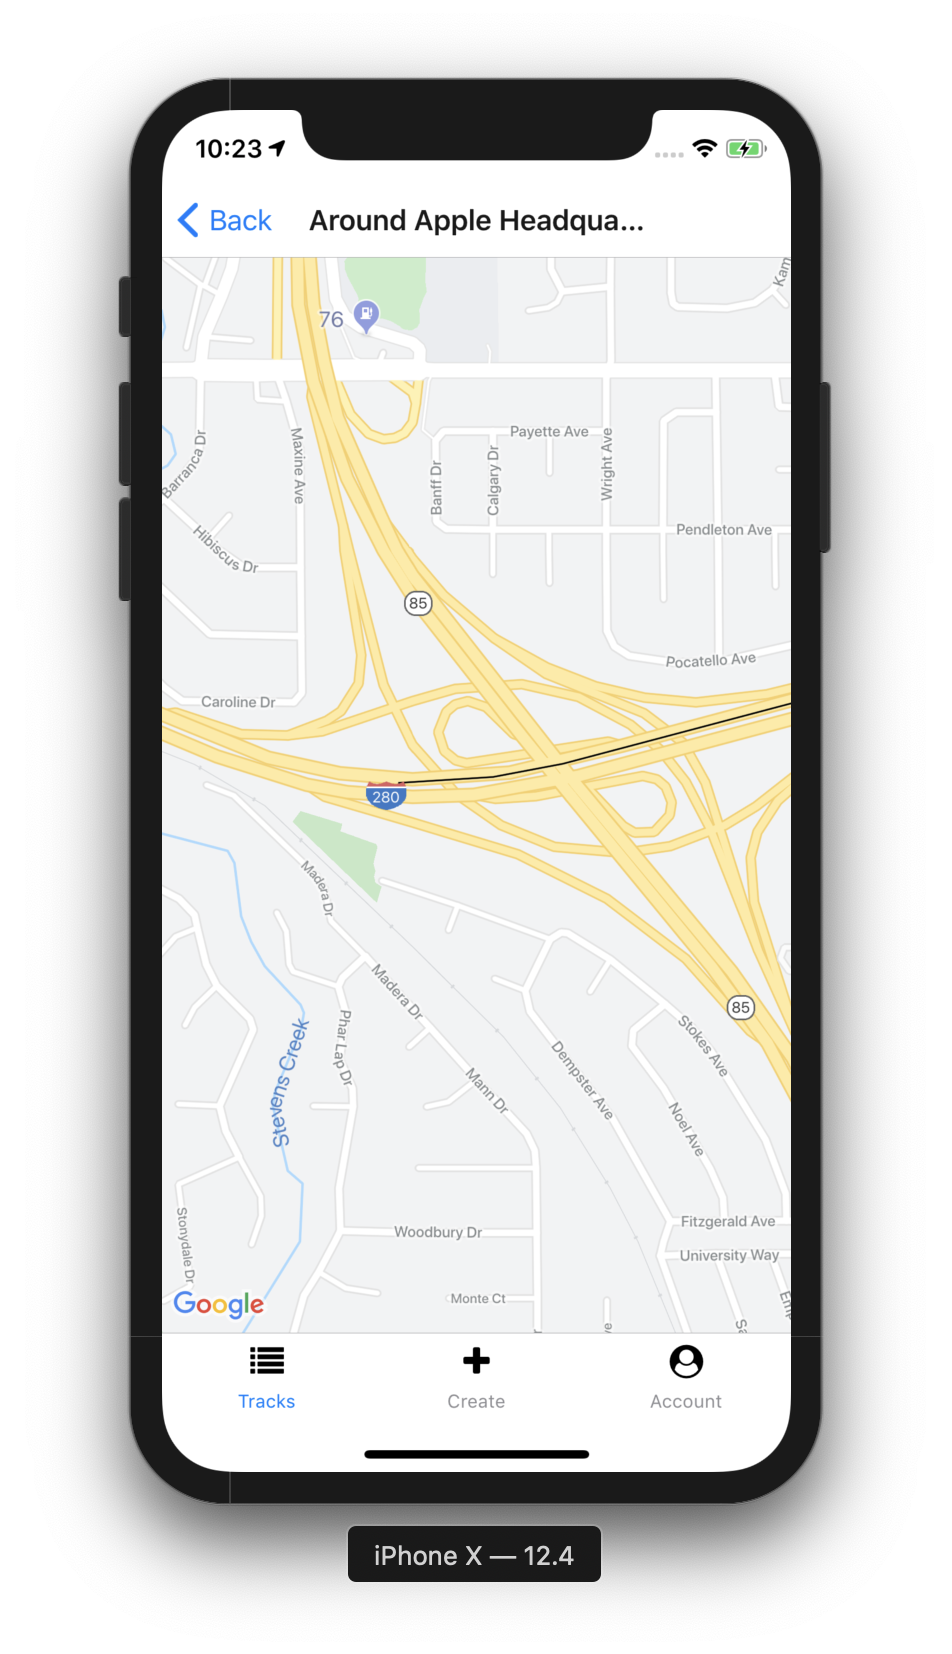 10:23
Back
Around Apple Headqua...
76
Kam
Payette Ave
Barranca Dr
Maxine Ave
Banff Dr
Calgary Dr
Wright Ave
Pendleton Ave
Hibiscus Dr
85
Pocatello Ave
Caroline Dr
280
Madera Dr
Madera Dr
85
Phar Lap Dr
Stokes Ave
Stevens Creek
Mann Dr
Dempster Ave
Noel Ave
Stonydale Dr
Fitzgerald Ave
Woodbury Dr
University Way
Monte Ct
Google
Tracks
Create
Account
iPhone X — 12.4